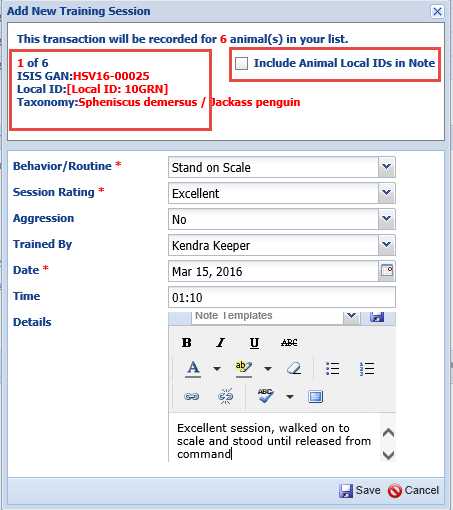 Add New Training Session
This transaction will be recorded for 6 animal(s) in your list.
1 of 6
Include Animal Local IDs in Note
ISIS GAN:HSV16-00025
Local ID:[Local ID: 10GRN]
Taxonomy:Spheniscus demersus / Jackass penguin
Behavior/Routine * Stand on Scale
Session Rating * Excellent
Aggression No
Trained By Kendra Keeper
Date * Mar 15, 2016
Time 01:10
Details Note Templates
B I U ABC
A ab
ABC
Excellent session, walked on to
scale and stood until released from
command
Save Cancel